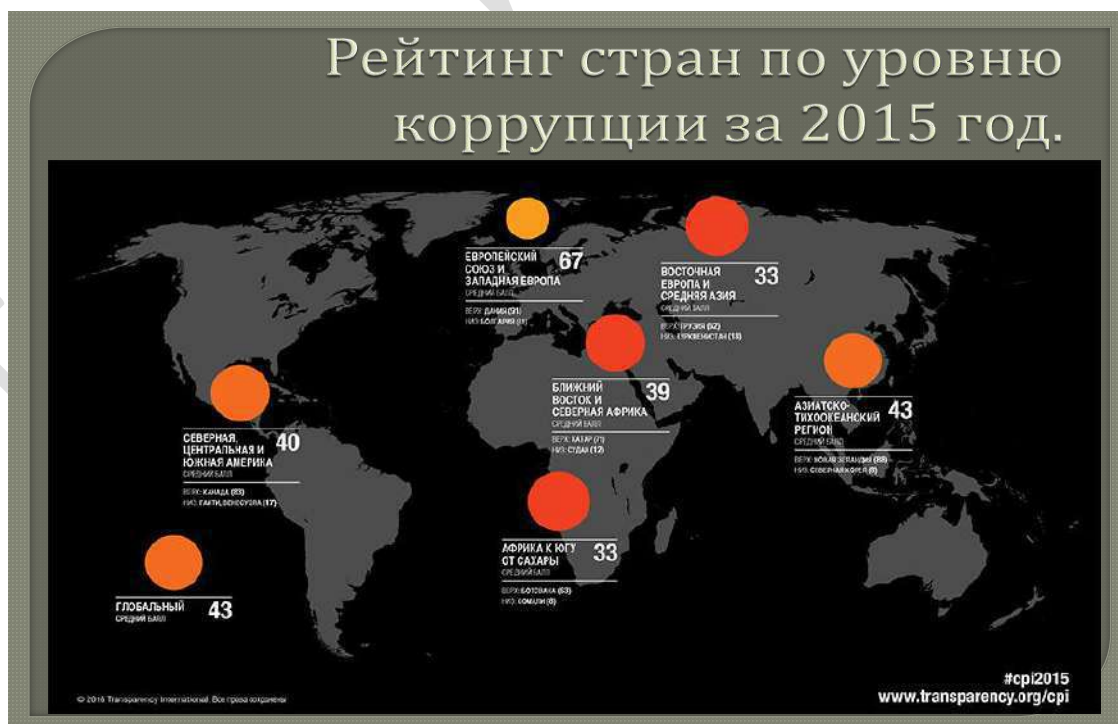 Рейтинг стран по уровню
коррупции за 2015 год.
ЕВРОПЕЙСКИЙ
СОЮЗ И
ЗАПАДНАЯ ЕВРОПА
67
СРЕДНИЙ БАЛЛ
ВЕРХ: ДАНИЯ (91)
НИЗ: БОЛГАРИЯ
ВОСТОЧНАЯ
ЕВРОПА И
СРЕДНЯЯ АЗИЯ
33
СРЕДНИЙ БАЛЛ
ВЕРХ: ГРУЗИЯ (52)
НИЗ: ТУРКМЕНИСТАН (18)
БЛИЖНИЙ
ВОСТОК И
СЕВЕРНАЯ АФРИКА
39
СРЕДНИЙ БАЛЛ
ВЕРХ: КАТАР (71)
НИЗ: СУДАН (12)
АЗИАТСКО-
ТИХООКЕАНСКИЙ
РЕГИОН
43
СРЕДНИЙ БАЛЛ
ВЕРХ: НОВАЯ ЗЕЛАНДИЯ (88)
НИЗ: СЕВЕРНАЯ КОРЕЯ (8)
СЕВЕРНАЯ,
ЦЕНТРАЛЬНАЯ И
ЮЖНАЯ АМЕРИКА
40
СРЕДНИЙ БАЛЛ
ВЕРХ: КАНАДА (83)
НИЗ: ГАИТИ, ВЕНЕСУЭЛА (17)
АФРИКА К ЮГУ
ОТ САХАРЫ
33
СРЕДНИЙ БАЛЛ
ВЕРХ: БОТСВАНА (63)
НИЗ: СОМАЛИ (8)
ГЛОБАЛЬНЫЙ
СРЕДНИЙ БАЛЛ
43
#cpi2015
www.transparency.org/cpi
© 2016 Transparency International. Все права сохранены